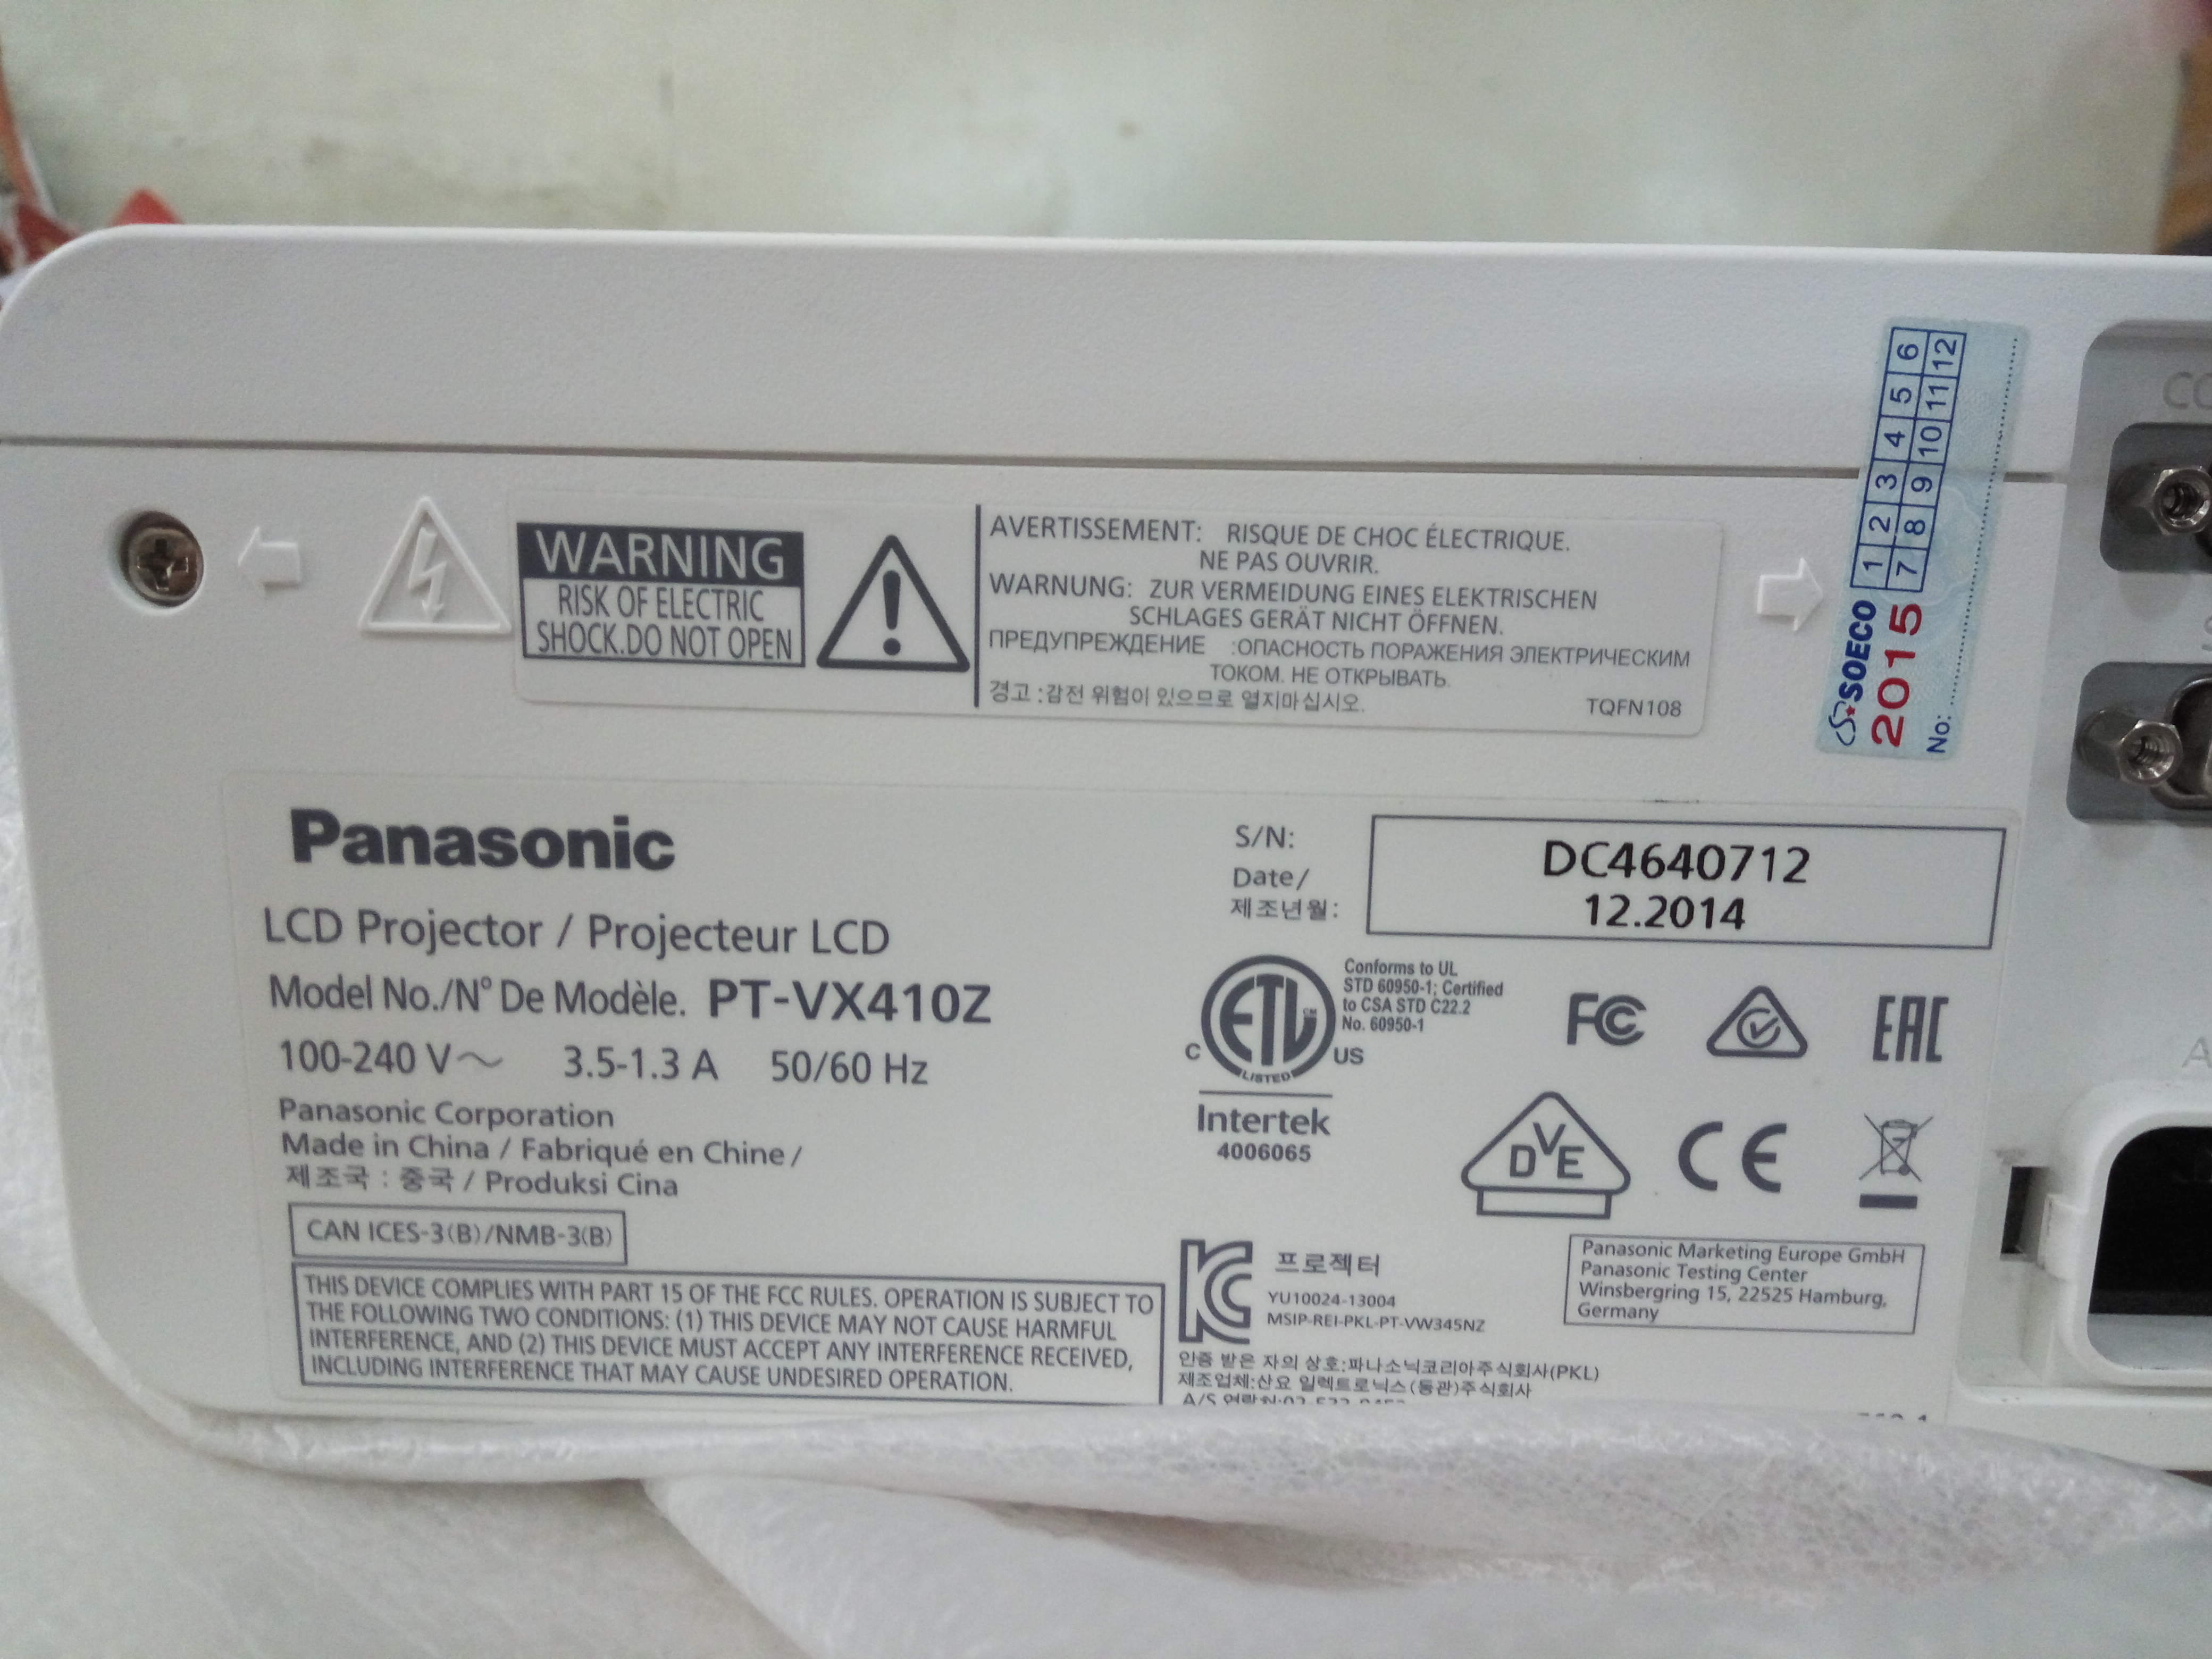 WARNING
RISK OF ELECTRIC
SHOCK.DO NOT OPEN
AVERTISSEMENT: RISQUE DE CHOC ÉLECTRIQUE.
NE PAS OUVRIR.
WARNUNG: ZUR VERMEIDUNG EINES ELEKTRISCHEN
SCHLAGES GERÄT NICHT ÖFFNEN.
ПРЕДУПРЕЖДЕНИЕ :ОПАСНОСТЬ ПОРАЖЕНИЯ ЭЛЕКТРИЧЕСКИМ
ТОКОМ. НЕ ОТКРЫВАТЬ.
경고 :감전 위험이 있으므로 열지마십시오.
TQFN108
SOECO
2015
1 2 3 4 5 6
7 8 9 10 11 12
No:
Panasonic
LCD Projector / Projecteur LCD
Model No./N° De Modèle. PT-VX410Z
100-240 V～ 3.5-1.3 A 50/60 Hz
Panasonic Corporation
Made in China / Fabriqué en Chine /
제조국 : 중국 / Produksi Cina
CAN ICES-3(B)/NMB-3(B)
THIS DEVICE COMPLIES WITH PART 15 OF THE FCC RULES. OPERATION IS SUBJECT TO
THE FOLLOWING TWO CONDITIONS: (1) THIS DEVICE MAY NOT CAUSE HARMFUL
INTERFERENCE, AND (2) THIS DEVICE MUST ACCEPT ANY INTERFERENCE RECEIVED,
INCLUDING INTERFERENCE THAT MAY CAUSE UNDESIRED OPERATION.
S/N: DC4640712
Date/ 12.2014
제조년월:
ETL
CM
LISTED
C US
Conforms to UL
STD 60950-1; Certified
to CSA STD C22.2
No. 60950-1
Intertek
4006065
FC
EAC
DVE
CE
KC
프로젝터
YU10024-13004
MSIP-REI-PKL-PT-VW345NZ
인증 받은 자의 상호:파나소닉코리아주식회사(PKL)
제조업체:산요 일렉트로닉스(동관)주식회사
A/S 연락처:02-533-
Panasonic Marketing Europe GmbH
Panasonic Testing Center
Winsbergring 15, 22525 Hamburg,
Germany